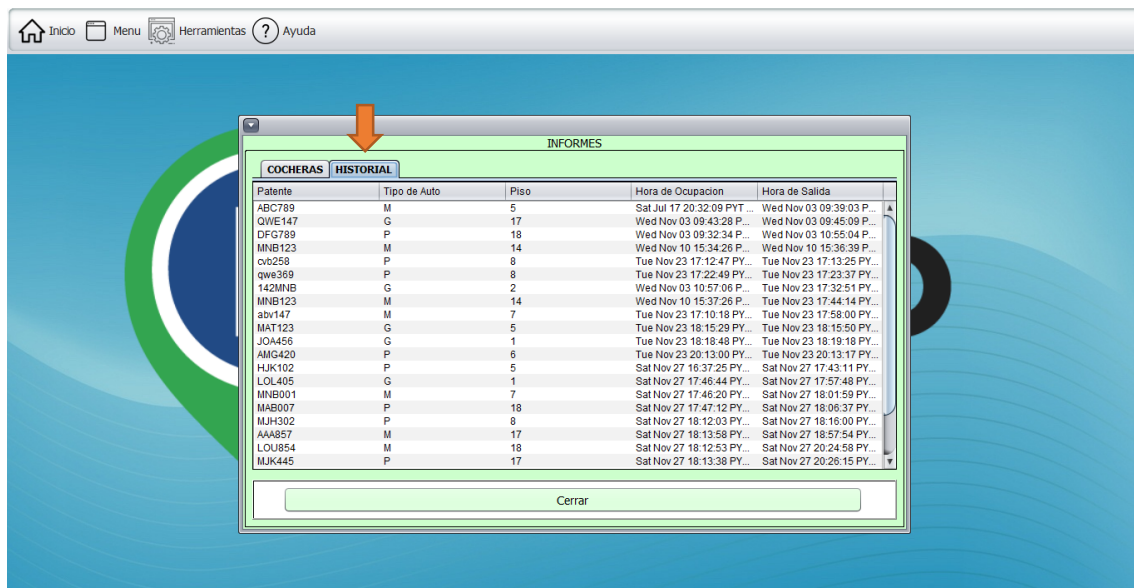 Inicio Menu Herramientas ? Ayuda
INFORMES
COCHERAS HISTORIAL
Patente Tipo de Auto Piso Hora de Ocupacion Hora de Salida
ABC789 M 5 Sat Jul 17 20:32:09 PYT ... Wed Nov 03 09:39:03 P...
QWE147 G 17 Wed Nov 03 09:43:28 P... Wed Nov 03 09:45:09 P...
DFG789 P 18 Wed Nov 03 09:32:34 P... Wed Nov 03 10:55:04 P...
MNB123 M 14 Wed Nov 10 15:34:26 P... Wed Nov 10 15:36:39 P...
cvb258 P 8 Tue Nov 23 17:12:47 PY... Tue Nov 23 17:13:25 PY...
qwe369 P 8 Tue Nov 23 17:22:49 PY... Tue Nov 23 17:23:37 PY...
142MNB G 2 Wed Nov 03 10:57:06 P... Tue Nov 23 17:32:51 PY...
MNB123 M 14 Wed Nov 10 15:37:26 P... Tue Nov 23 17:44:14 PY...
abv147 M 7 Tue Nov 23 17:10:18 PY... Tue Nov 23 17:58:00 PY...
MAT123 G 5 Tue Nov 23 18:15:29 PY... Tue Nov 23 18:15:50 PY...
JOA456 G 1 Tue Nov 23 18:18:48 PY... Tue Nov 23 18:19:18 PY...
AMG420 P 6 Tue Nov 23 20:13:00 PY... Tue Nov 23 20:13:17 PY...
HJK102 P 5 Sat Nov 27 16:37:25 PY... Sat Nov 27 17:43:11 PY...
LOL405 G 1 Sat Nov 27 17:46:44 PY... Sat Nov 27 17:57:48 PY...
MNB001 M 7 Sat Nov 27 17:46:20 PY... Sat Nov 27 18:01:59 PY...
MAB007 P 18 Sat Nov 27 17:47:12 PY... Sat Nov 27 18:06:37 PY...
MJH302 P 8 Sat Nov 27 18:12:03 PY... Sat Nov 27 18:16:00 PY...
AAA857 M 17 Sat Nov 27 18:13:58 PY... Sat Nov 27 18:57:54 PY...
LOU854 M 18 Sat Nov 27 18:12:53 PY... Sat Nov 27 20:24:58 PY...
MJK445 P 17 Sat Nov 27 18:13:38 PY... Sat Nov 27 20:26:15 PY...
Cerrar